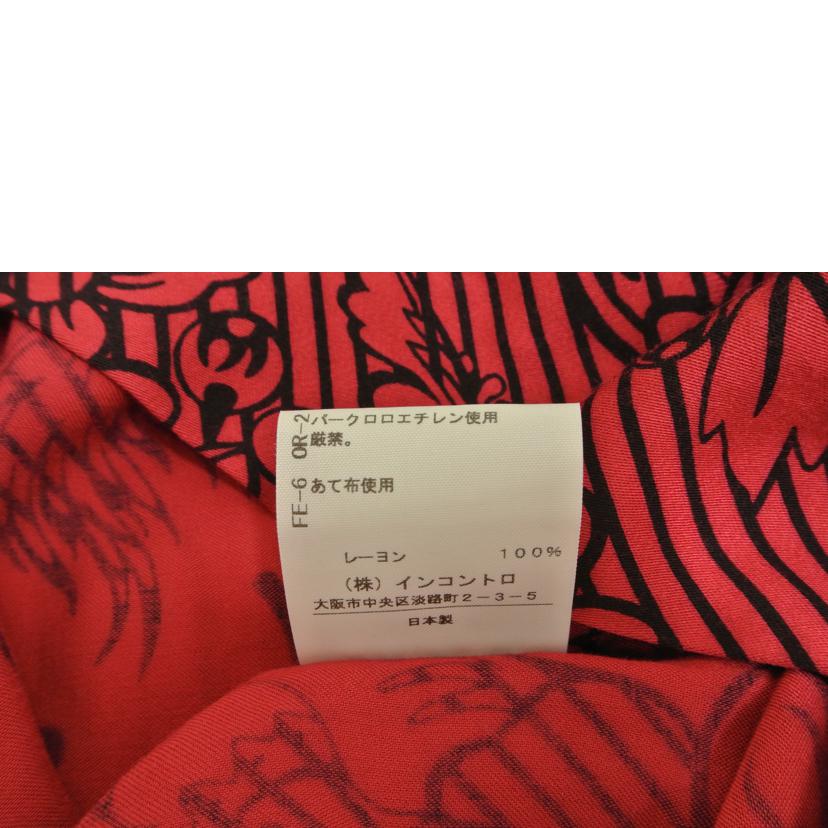 パークロロエチレン使用
厳禁。
あて布使用
FE-6 OR-2
レーヨン 100%
(株)インコントロ
大阪市中央区淡路町2-3-5
日本製